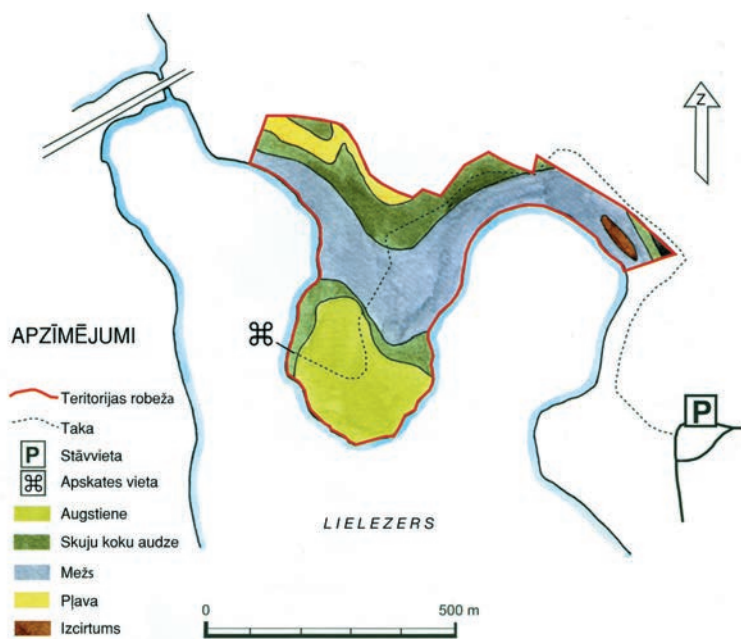 Z
APZĪMĒJUMI
Teritorijas robeža
Taka
P
Stāvvieta
⌘
Apskates vieta
Augstiene
Skuju koku audze
Mežs
Pļava
Izcirtums
⌘
P
LIELEZERS
0
500 m